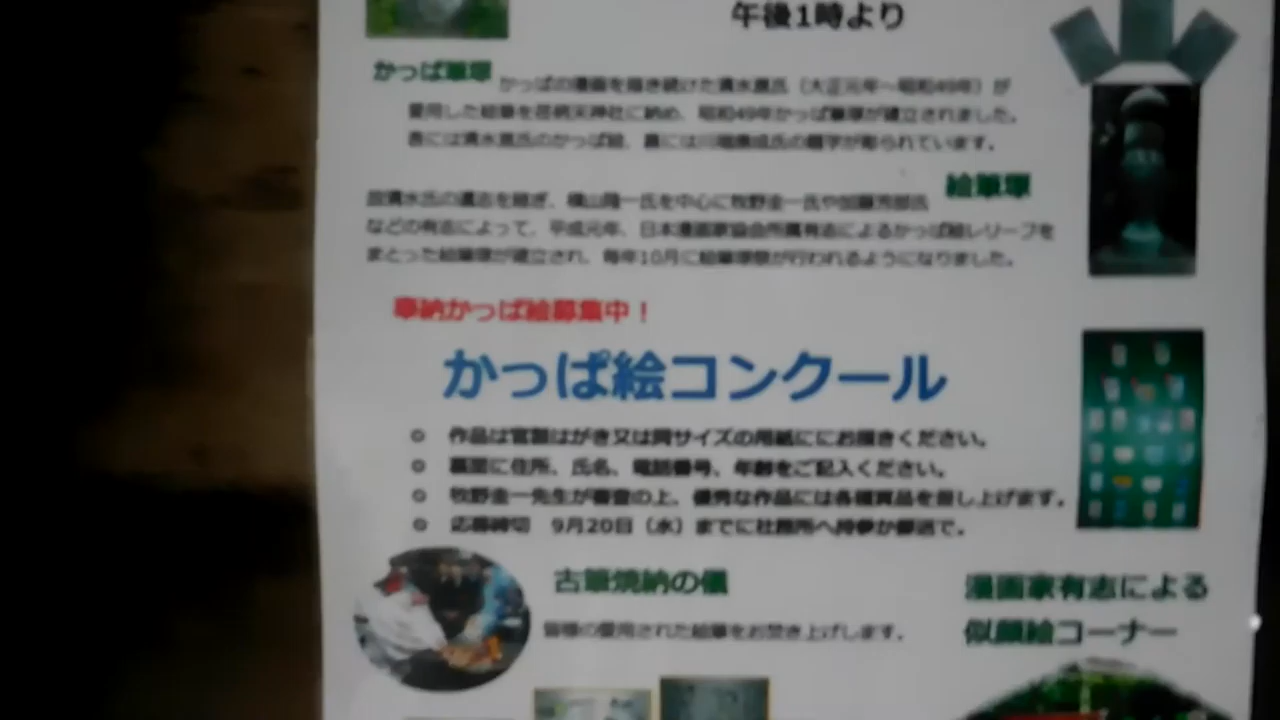 午後1時より
かっぱ筆塚
かっぱの漫画を描き続けた清水崑氏（大正元年～昭和49年）が
愛用した絵筆を荏柄天神社に納め、昭和49年かっぱ筆塚が建立されました。
表には清水崑氏のかっぱ絵、裏には川端康成氏の題字が彫られています。
絵筆塚
故清水氏の遺志を継ぎ、横山隆一氏を中心に牧野圭一氏や加藤芳郎氏
などの有志によって、平成元年、日本漫画家協会所属有志によるかっぱ絵レリーフを
まとった絵筆塚が建立され、毎年10月に絵筆塚祭が行われるようになりました。
奉納かっぱ絵募集中！
かっぱ絵コンクール
○ 作品は官製はがき又は同サイズの用紙ににお描きください。
○ 裏面に住所、氏名、電話番号、年齢をご記入ください。
○ 牧野圭一先生が審査の上、優秀な作品には各種賞品を差し上げます。
○ 応募締切　9月20日（水）までに社務所へ持参か郵送で。
古筆焼納の儀
皆様の愛用された絵筆をお焚き上げします。
漫画家有志による
似顔絵コーナー